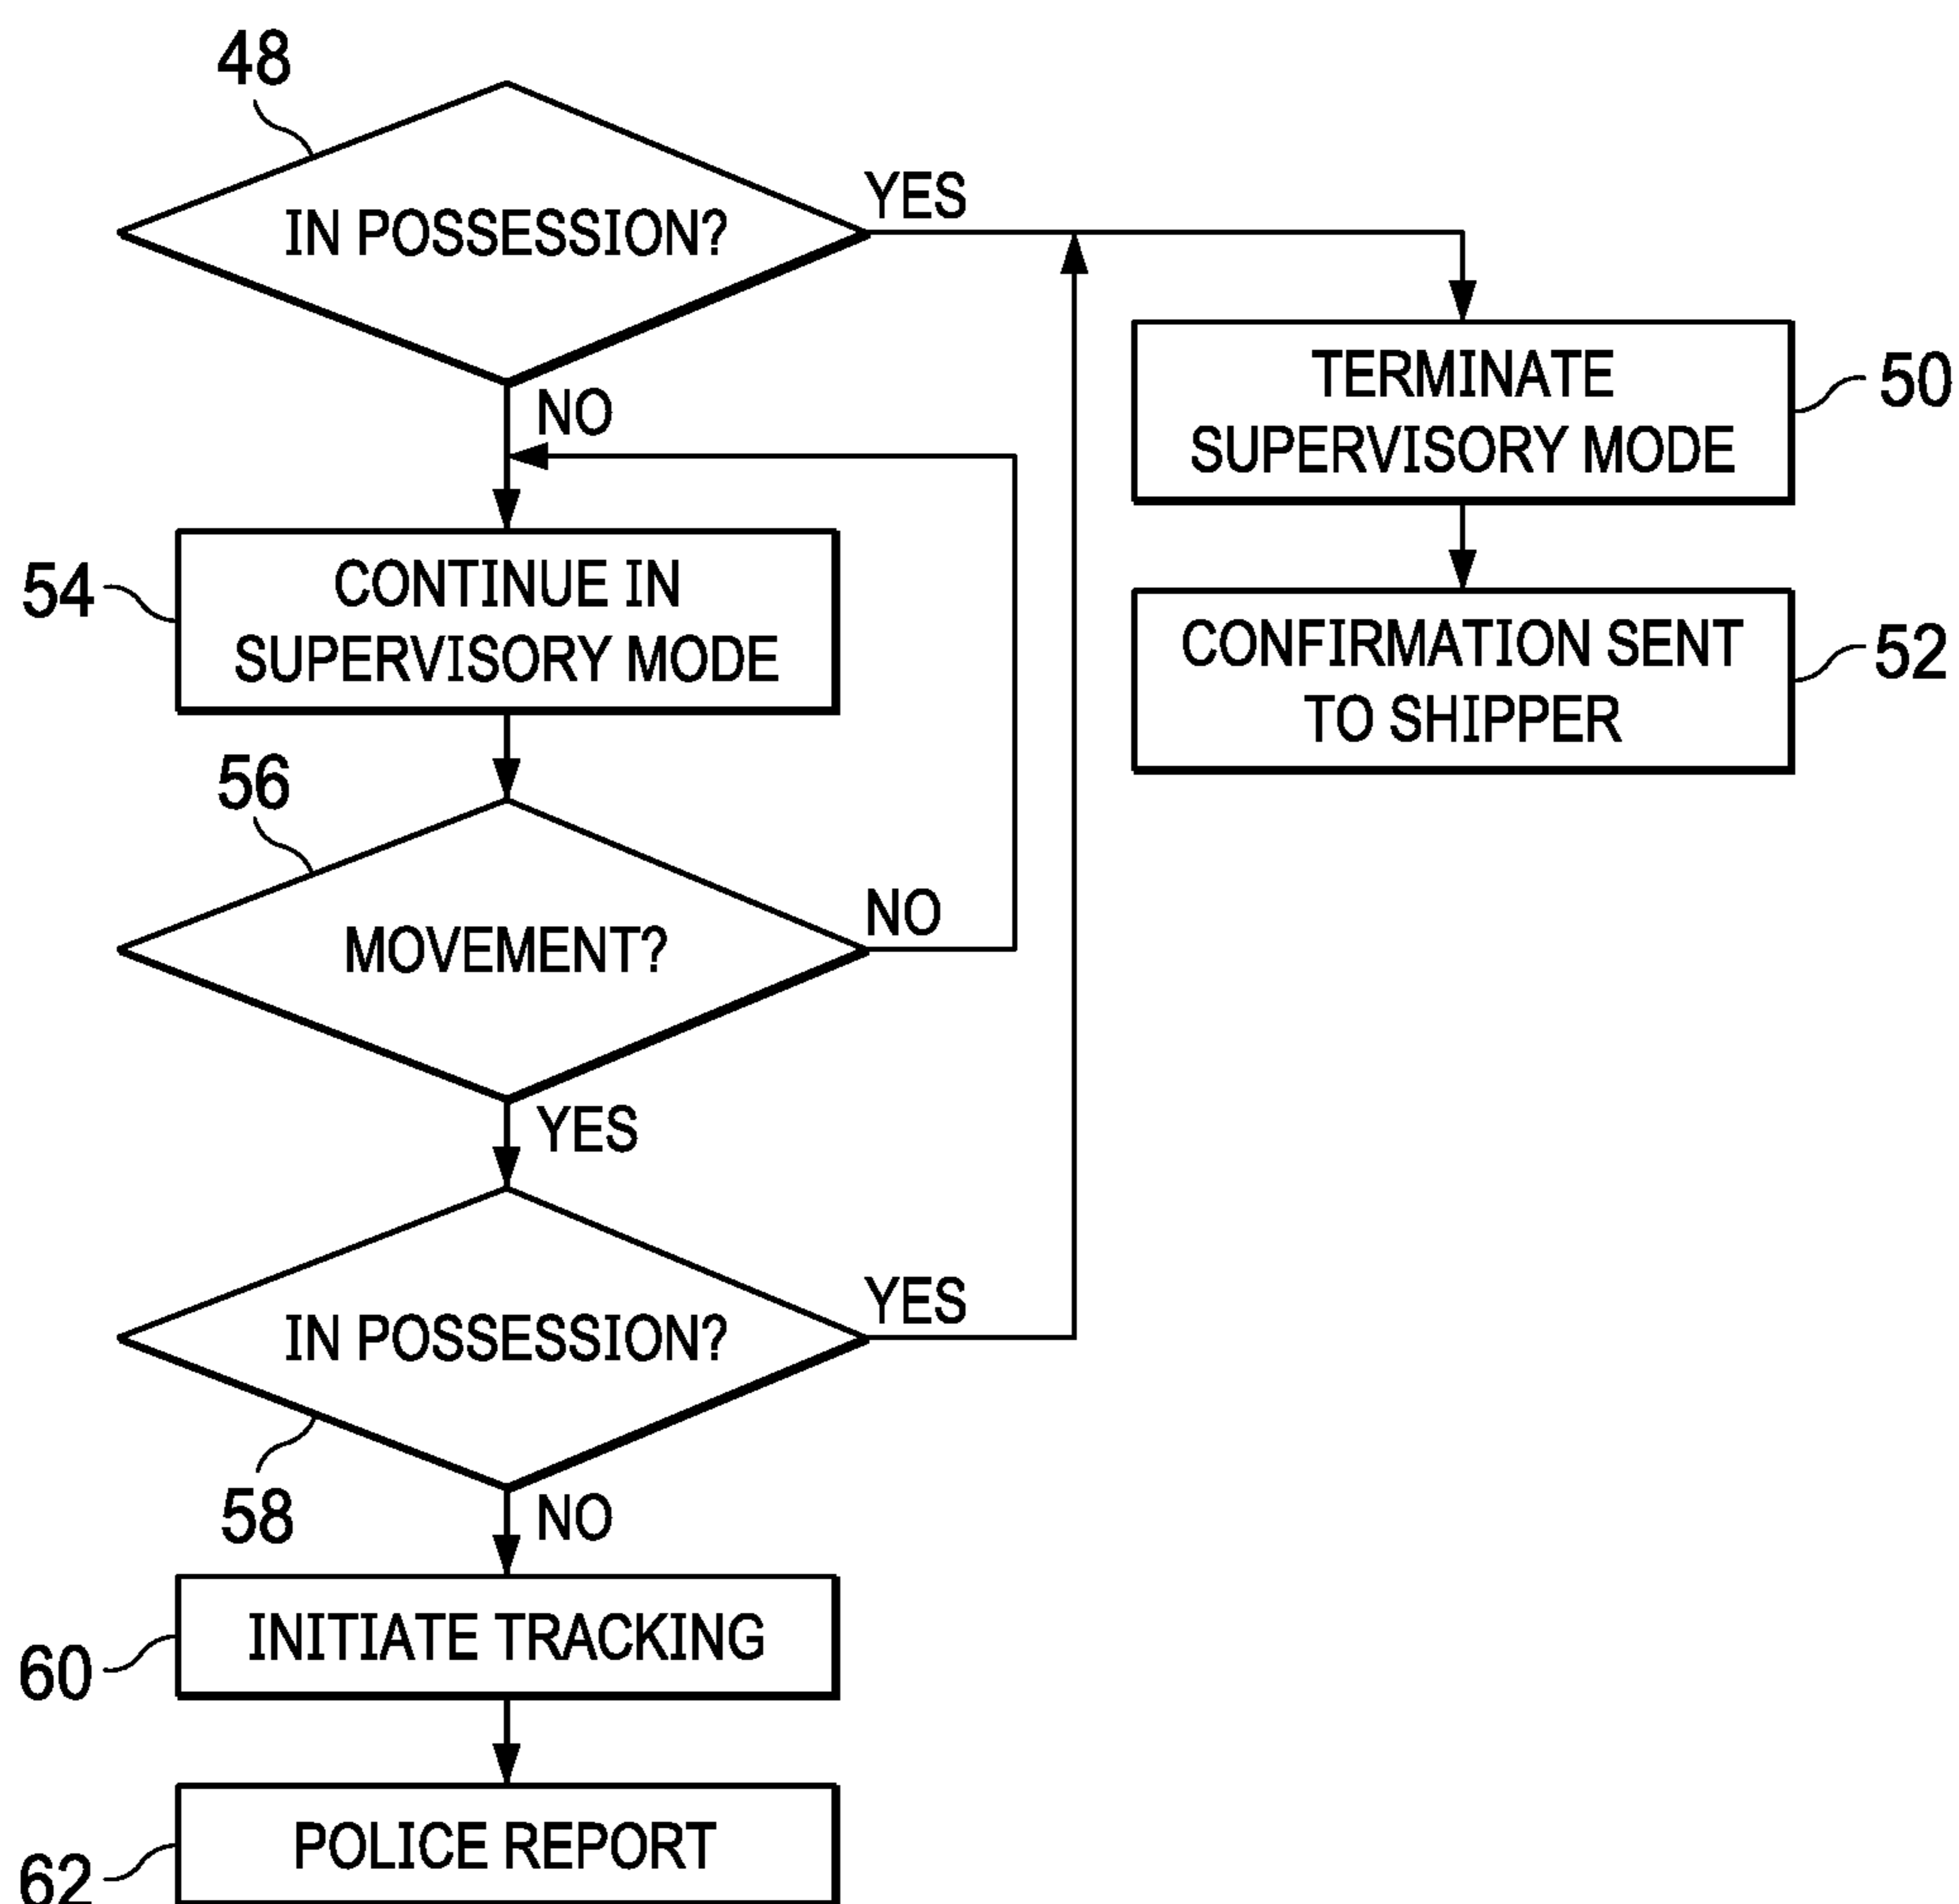 48
IN POSSESSION?
YES
NO
TERMINATE
SUPERVISORY MODE
50
CONFIRMATION SENT
TO SHIPPER
52
54
CONTINUE IN
SUPERVISORY MODE
56
MOVEMENT?
NO
YES
IN POSSESSION?
YES
58
NO
INITIATE TRACKING
60
POLICE REPORT
62